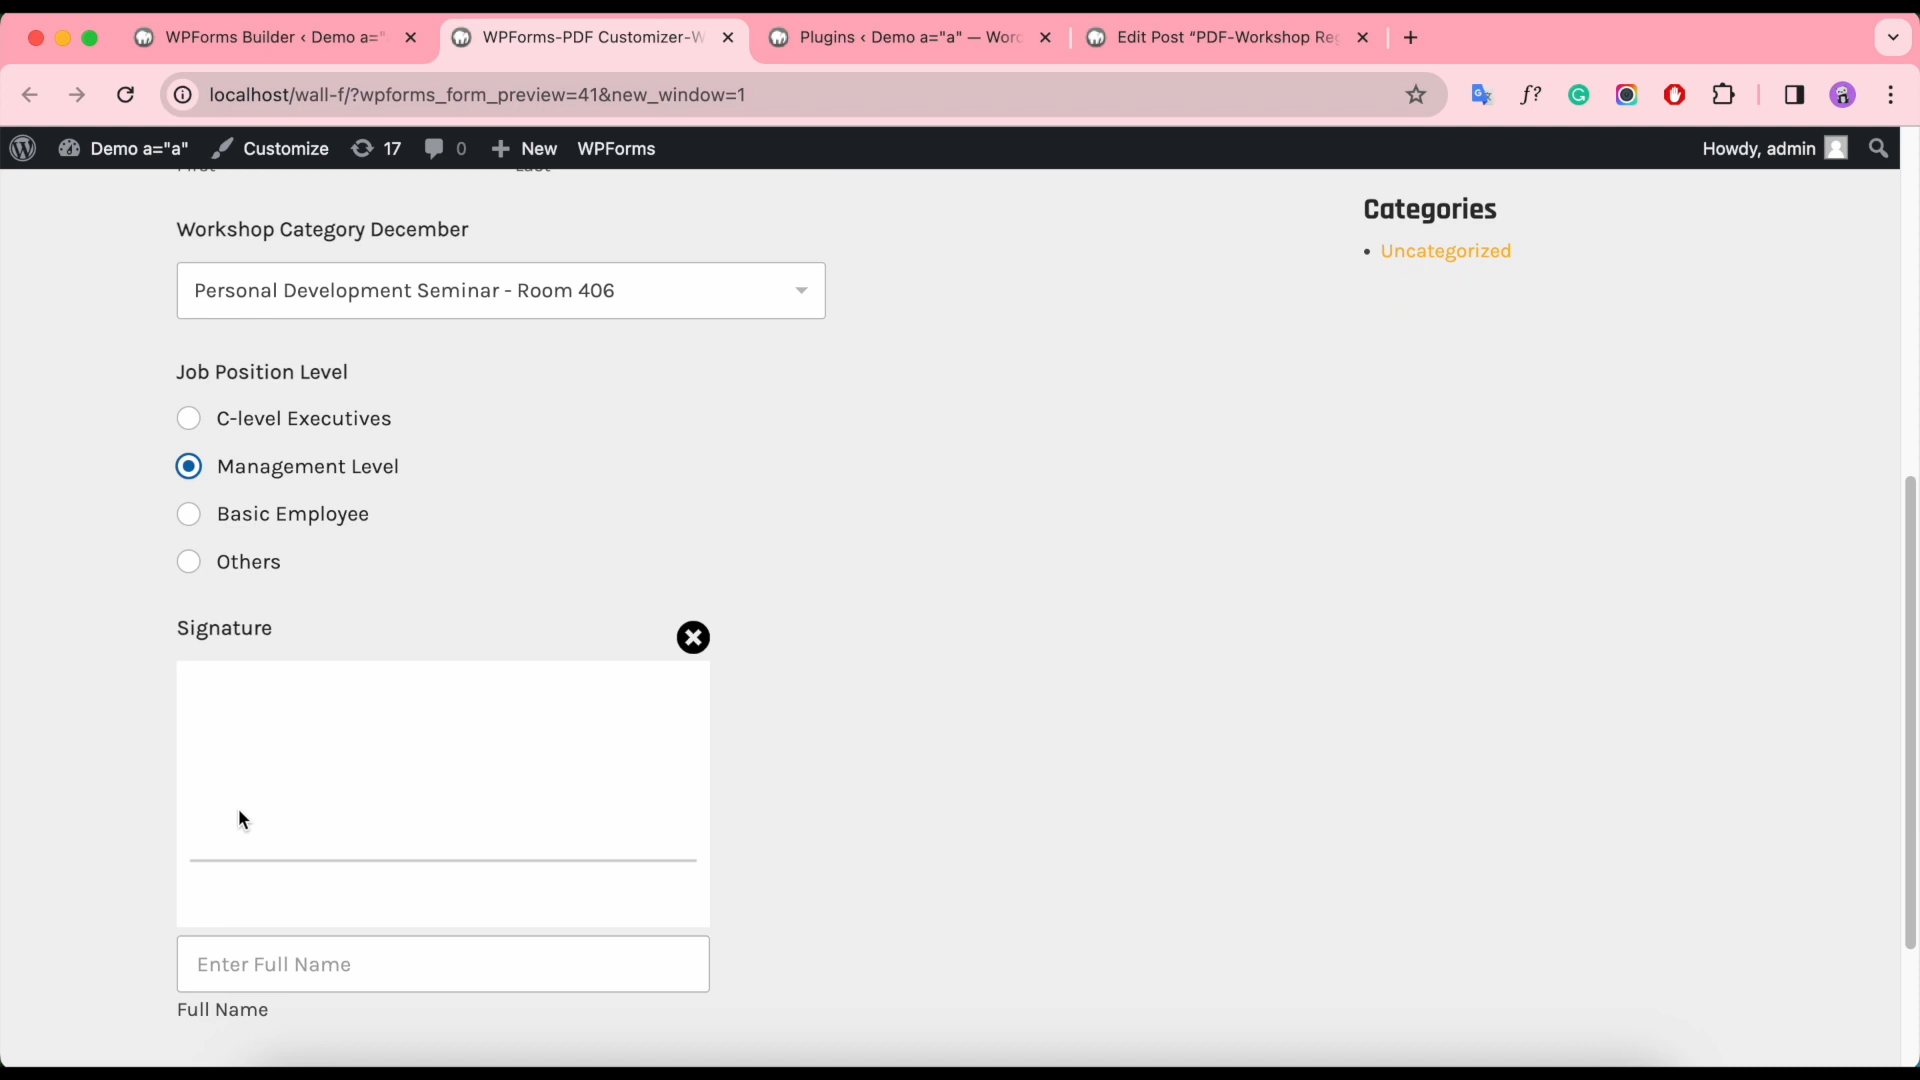 WPForms Builder ‹ Demo a="
WPForms-PDF Customizer-W
Plugins ‹ Demo a="a" — Word
Edit Post “PDF-Workshop Reg
localhost/wall-f/?wpforms_form_preview=41&new_window=1
Demo a="a"
Customize
17
0
New
WPForms
Howdy, admin
First
Last
Categories
• Uncategorized
Workshop Category December
Personal Development Seminar - Room 406
Job Position Level
C-level Executives
Management Level
Basic Employee
Others
Signature
Enter Full Name
Full Name